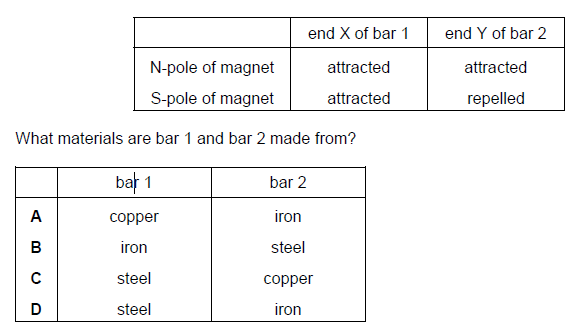 end X of bar 1 end Y of bar 2
N-pole of magnet attracted attracted
S-pole of magnet attracted repelled
What materials are bar 1 and bar 2 made from?
bar 1 bar 2
A copper iron
B iron steel
C steel copper
D steel iron